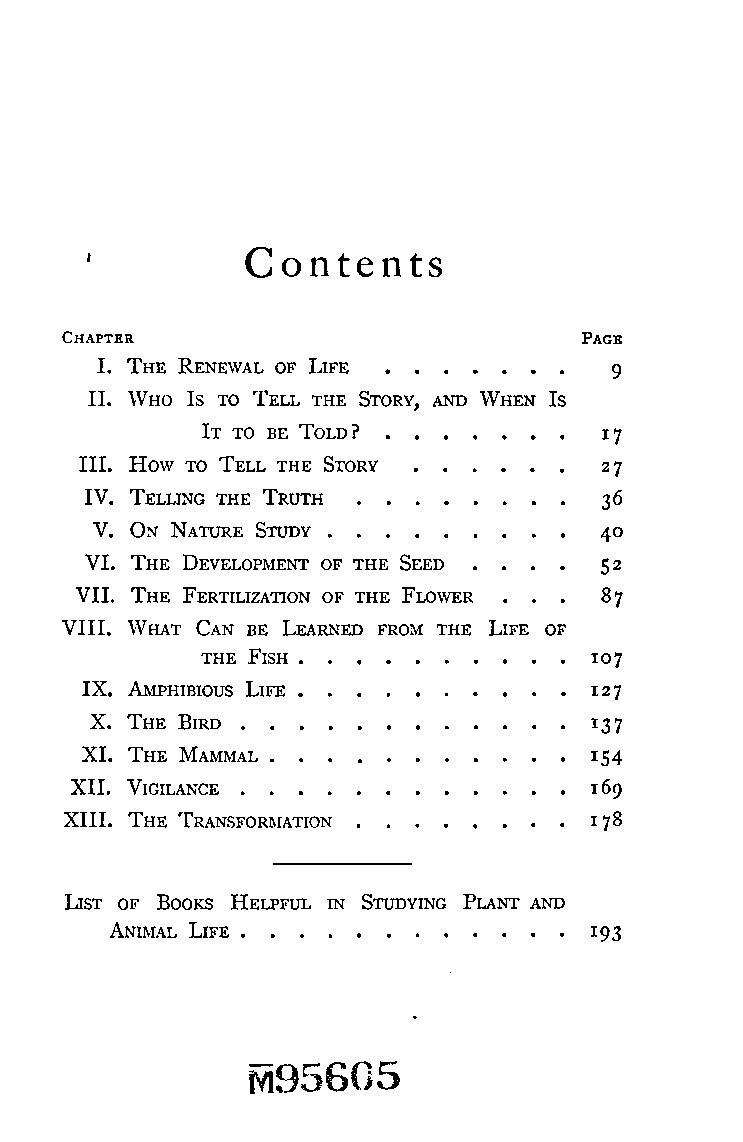 Contents
CHAPTER PAGE
I. THE RENEWAL OF LIFE . . . . . . . 9
II. WHO IS TO TELL THE STORY, AND WHEN IS
IT TO BE TOLD? . . . . . . . 17
III. HOW TO TELL THE STORY . . . . . . 27
IV. TELLING THE TRUTH . . . . . . . . 36
V. ON NATURE STUDY . . . . . . . . . 40
VI. THE DEVELOPMENT OF THE SEED . . . . 52
VII. THE FERTILIZATION OF THE FLOWER . . . 87
VIII. WHAT CAN BE LEARNED FROM THE LIFE OF
THE FISH . . . . . . . . . . 107
IX. AMPHIBIOUS LIFE . . . . . . . . . . 127
X. THE BIRD . . . . . . . . . . . . 137
XI. THE MAMMAL . . . . . . . . . . . 154
XII. VIGILANCE . . . . . . . . . . . . 169
XIII. THE TRANSFORMATION . . . . . . . . 178
LIST OF BOOKS HELPFUL IN STUDYING PLANT AND
ANIMAL LIFE . . . . . . . . . . . . 193
M95605